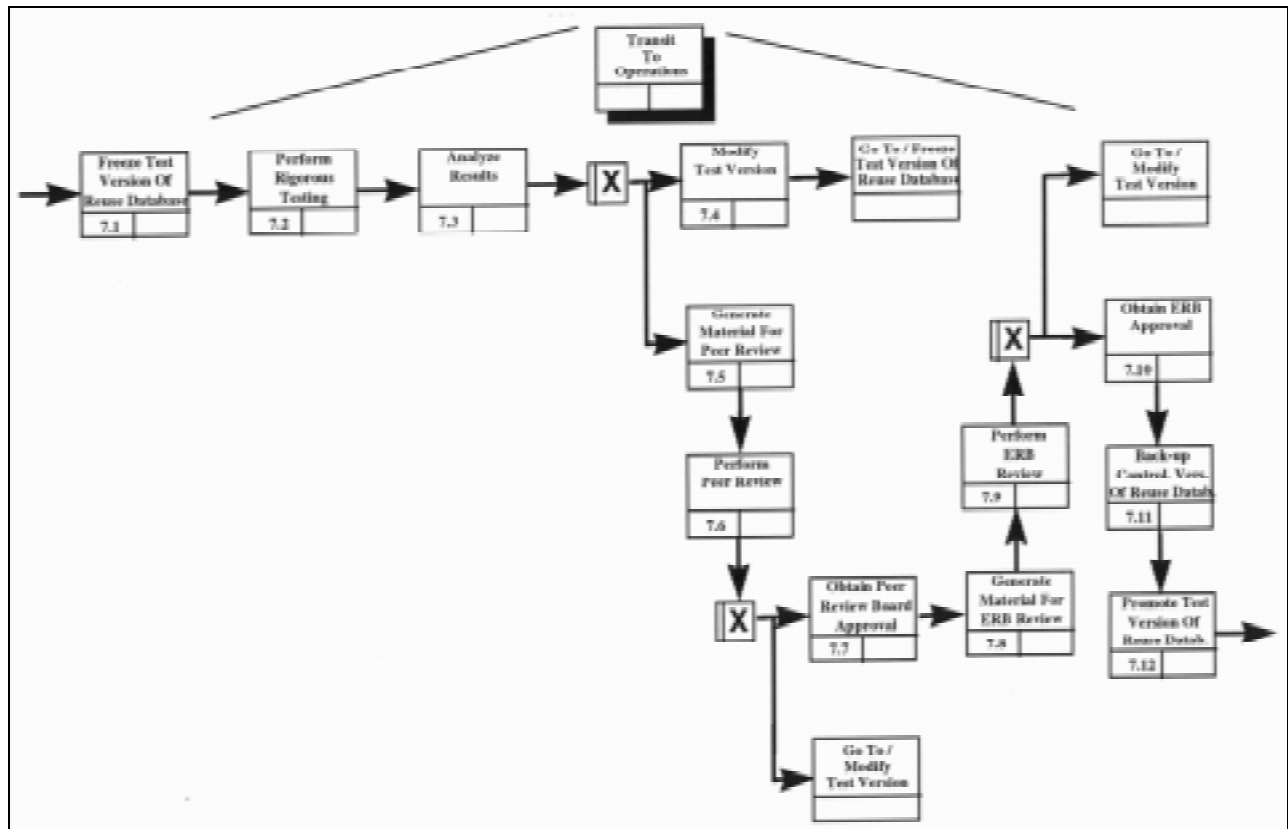 Transit
To
Operations
Freeze Test
Version Of
Reuse Database
7.1
Perform
Rigorous
Testing
7.2
Analyze
Results
7.3
X
Modify
Test Version
7.4
Go To / Freeze
Test Version Of
Reuse Database
Go To /
Modify
Test Version
Generate
Material For
Peer Review
7.5
X
Obtain ERB
Approval
7.10
Perform
Peer Review
7.6
Perform
ERB
Review
7.9
Back-up
Control. Vers.
Of Reuse Datab.
7.11
X
Obtain Peer
Review Board
Approval
7.7
Generate
Material For
ERB Review
7.8
Promote Test
Version Of
Reuse Datab.
7.12
Go To /
Modify
Test Version